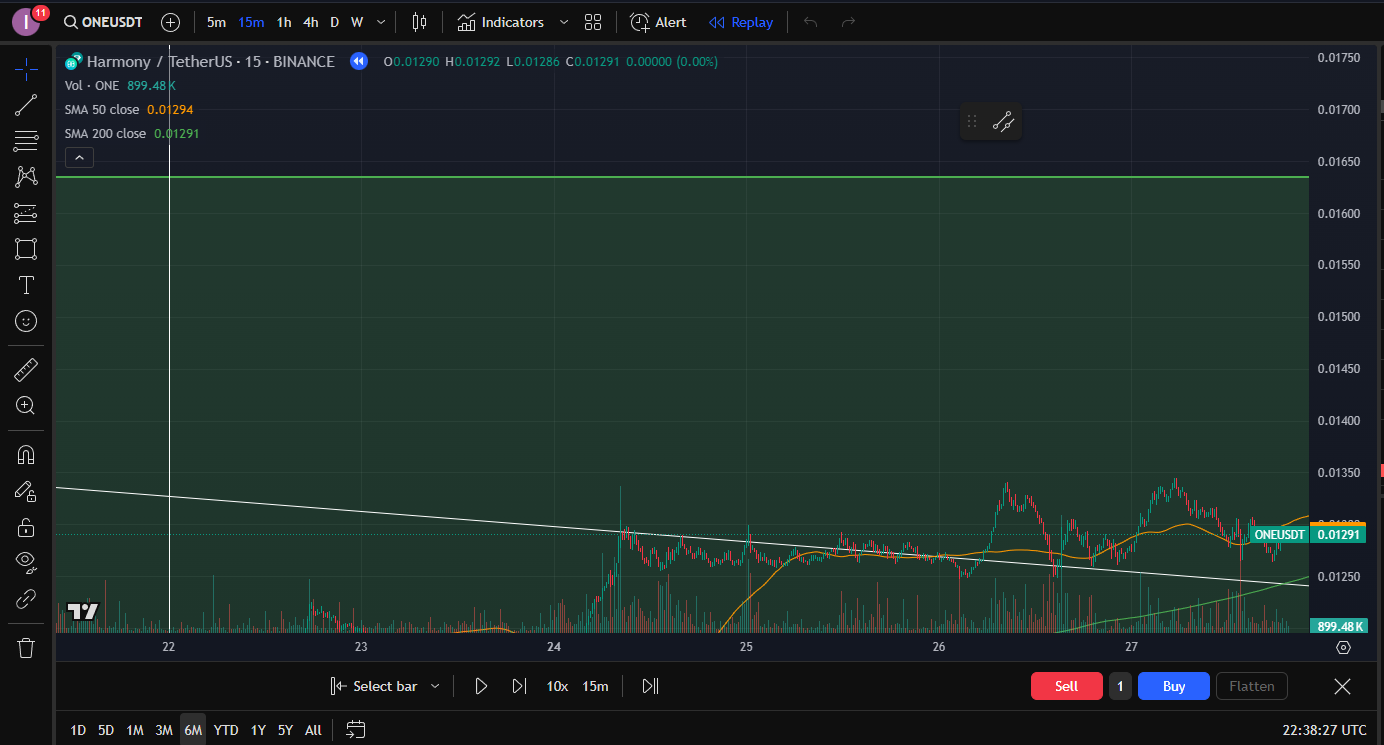 I 11 ONEUSDT 5m 15m 1h 4h D W Indicators Alert Replay
Harmony / TetherUS · 15 · BINANCE O0.01290 H0.01292 L0.01286 C0.01291 0.00000 (0.00%)
Vol · ONE 899.48 K
SMA 50 close 0.01294
SMA 200 close 0.01291
0.01750
0.01700
0.01650
0.01600
0.01550
0.01500
0.01450
0.01400
0.01350
ONEUSDT 0.01291
0.01250
899.48 K
22 23 24 25 26 27
Select bar 10x 15m Sell 1 Buy Flatten
1D 5D 1M 3M 6M YTD 1Y 5Y All 22:38:27 UTC